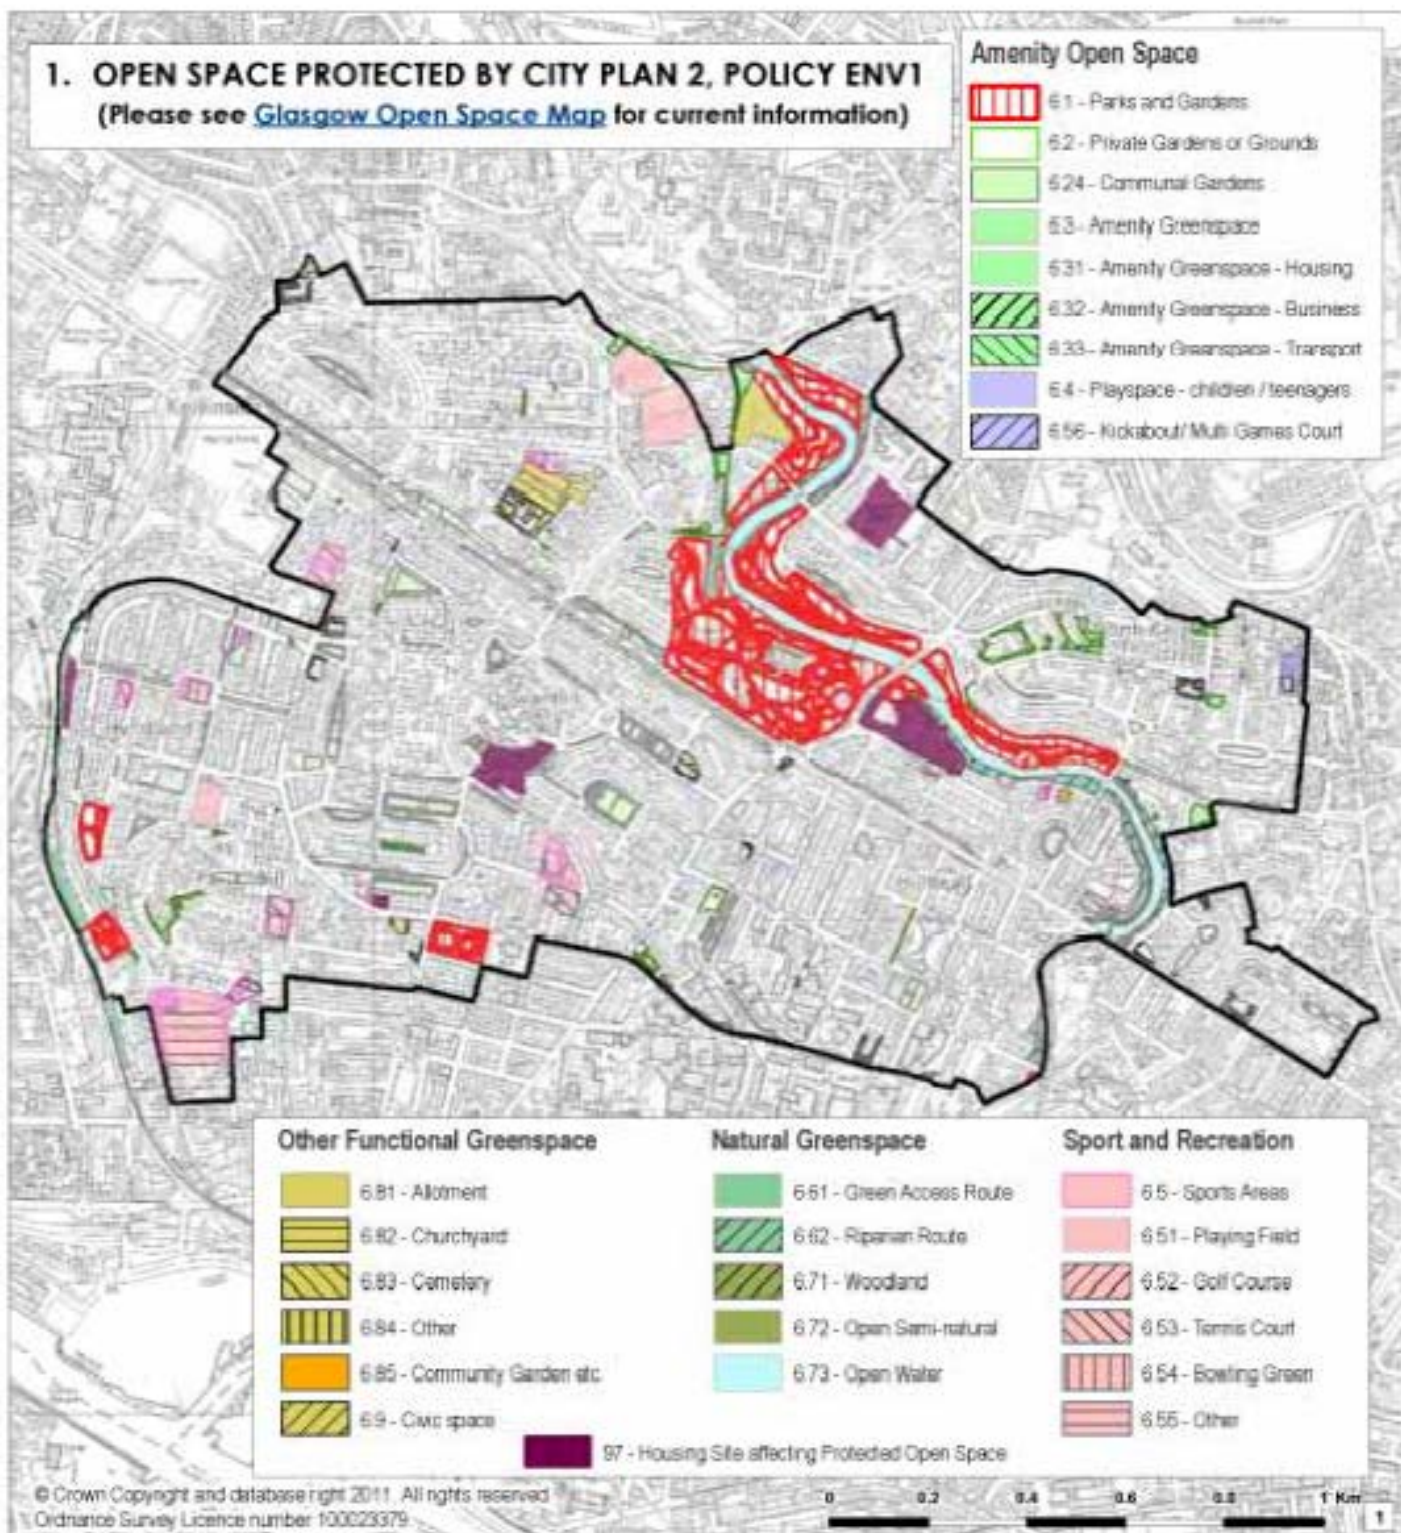 1. OPEN SPACE PROTECTED BY CITY PLAN 2, POLICY ENV1
(Please see Glasgow Open Space Map for current information)
Amenity Open Space
6.1 - Parks and Gardens
6.2 - Private Gardens or Grounds
6.24 - Communal Gardens
6.3 - Amenity Greenspace
6.31 - Amenity Greenspace - Housing
6.32 - Amenity Greenspace - Business
6.33 - Amenity Greenspace - Transport
6.4 - Playspace - children / teenagers
6.56 - Kickabout/ Multi Games Court
Other Functional Greenspace
6.81 - Allotment
6.82 - Churchyard
6.83 - Cemetery
6.84 - Other
6.85 - Community Garden etc.
6.9 - Civic space
Natural Greenspace
6.61 - Green Access Route
6.62 - Riparian Route
6.71 - Woodland
6.72 - Open Semi-natural
6.73 - Open Water
Sport and Recreation
6.5 - Sports Areas
6.51 - Playing Field
6.52 - Golf Course
6.53 - Tennis Court
6.54 - Bowling Green
6.55 - Other
97 - Housing Site affecting Protected Open Space
© Crown Copyright and database right 2011. All rights reserved.
Ordnance Survey Licence number 100023379.
0 0.2 0.4 0.6 0.8 1 Km
1